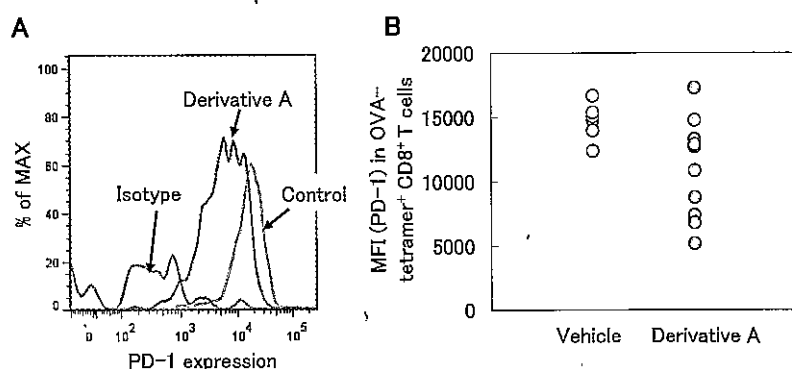 A
100
80
60
40
20
0
% of MAX
Derivative A
Isotype
Control
0 10² 10³ 10⁴ 10⁵
PD-1 expression
B
20000
15000
10000
5000
0
MFI (PD-1) in OVA-
tetramer⁺ CD8⁺ T cells
Vehicle Derivative A